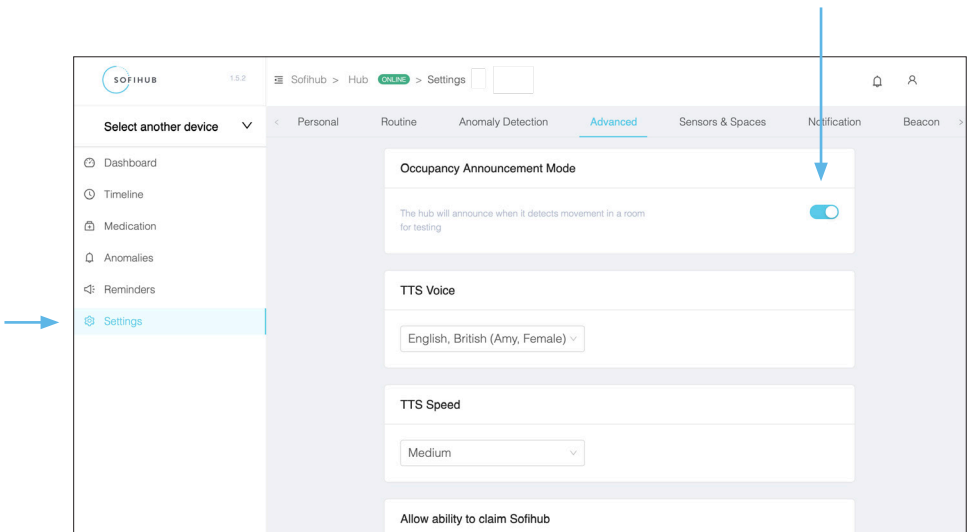 SOFIHUB 1.5.2
Sofihub > Hub ONLINE > Settings
Select another device
< Personal Routine Anomaly Detection Advanced Sensors & Spaces Notification Beacon >
Dashboard
Timeline
Medication
Anomalies
Reminders
Settings
Occupancy Announcement Mode
The hub will announce when it detects movement in a room
for testing
TTS Voice
English, British (Amy, Female)
TTS Speed
Medium
Allow ability to claim Sofihub